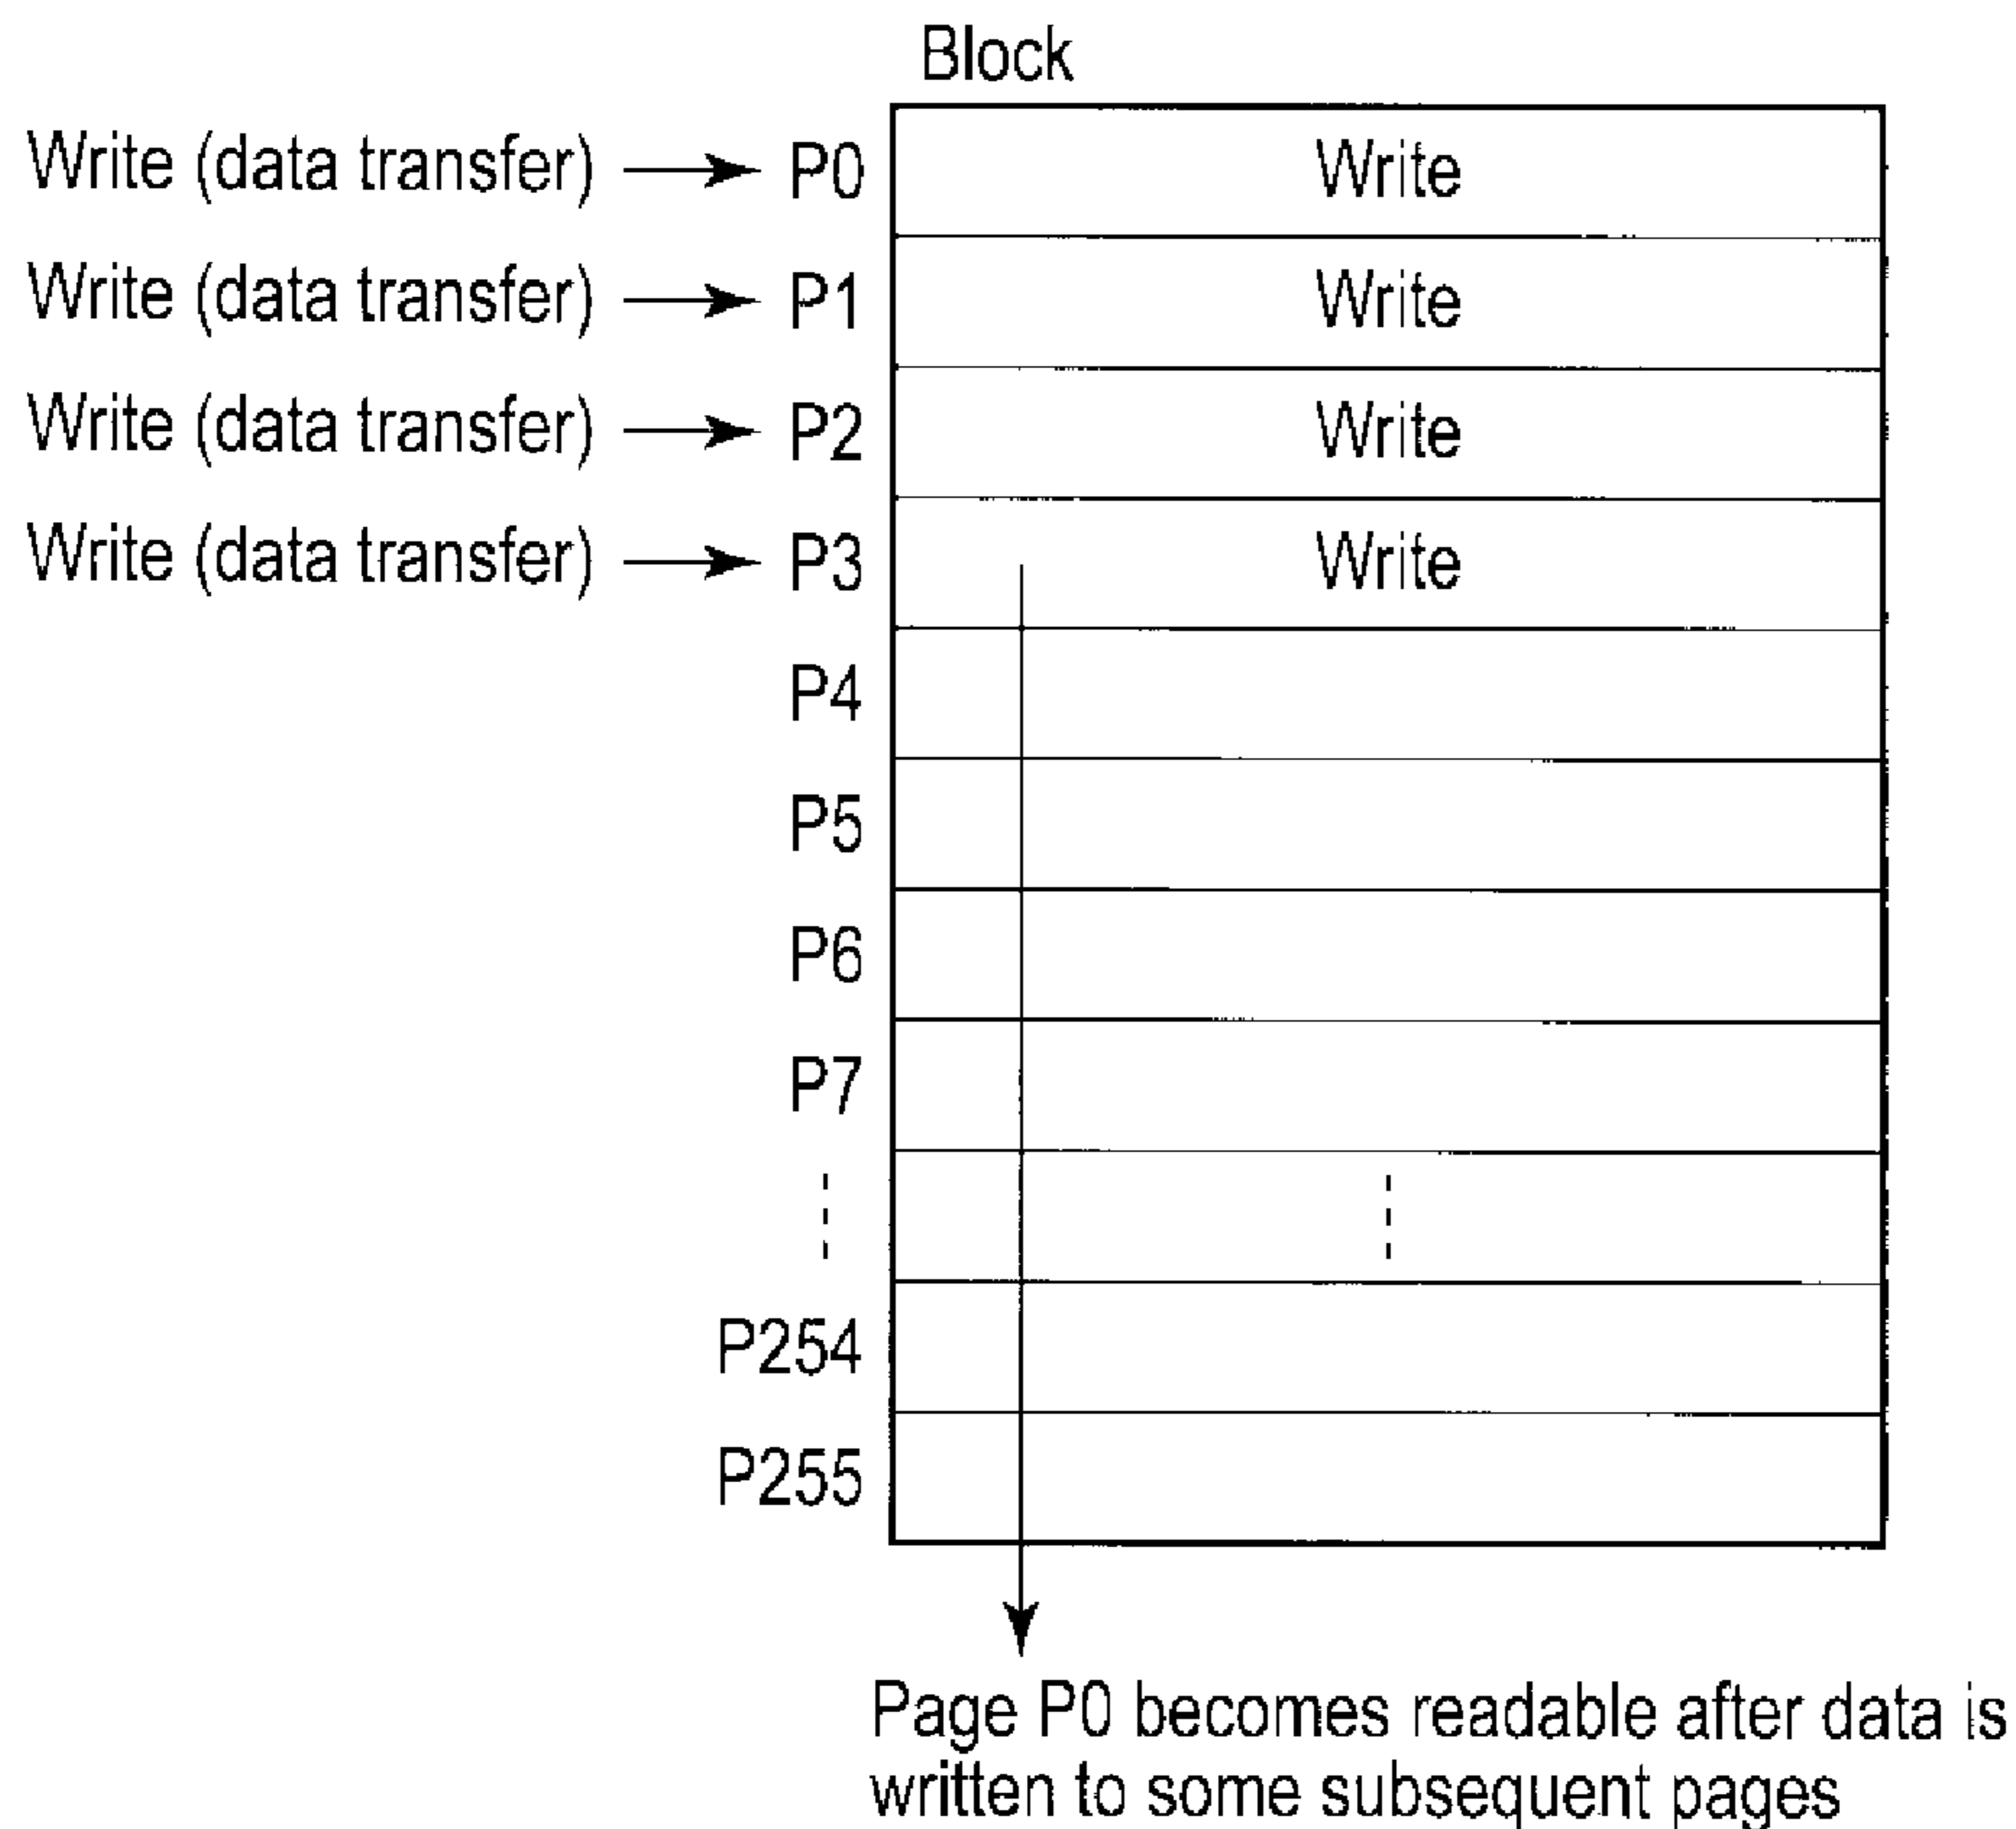 Block
Write (data transfer) P0 Write
Write (data transfer) P1 Write
Write (data transfer) P2 Write
Write (data transfer) P3 Write
P4
P5
P6
P7
P254
P255
Page P0 becomes readable after data is
written to some subsequent pages